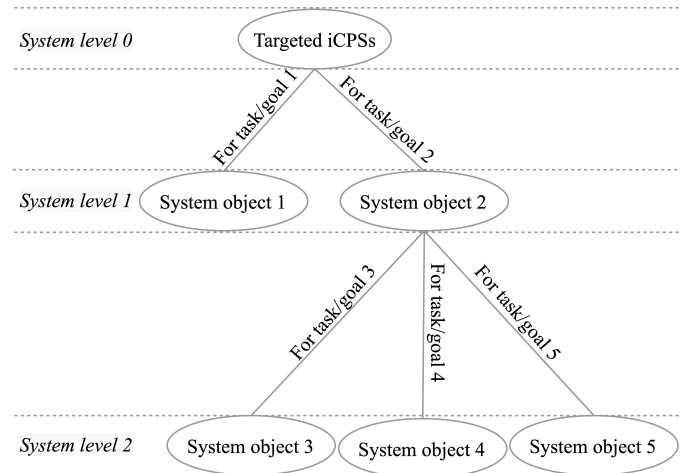 System level 0
Targeted iCPSs
For task/goal 1
For task/goal 2
System level 1
System object 1
System object 2
For task/goal 3
For task/goal 4
For task/goal 5
System level 2
System object 3
System object 4
System object 5